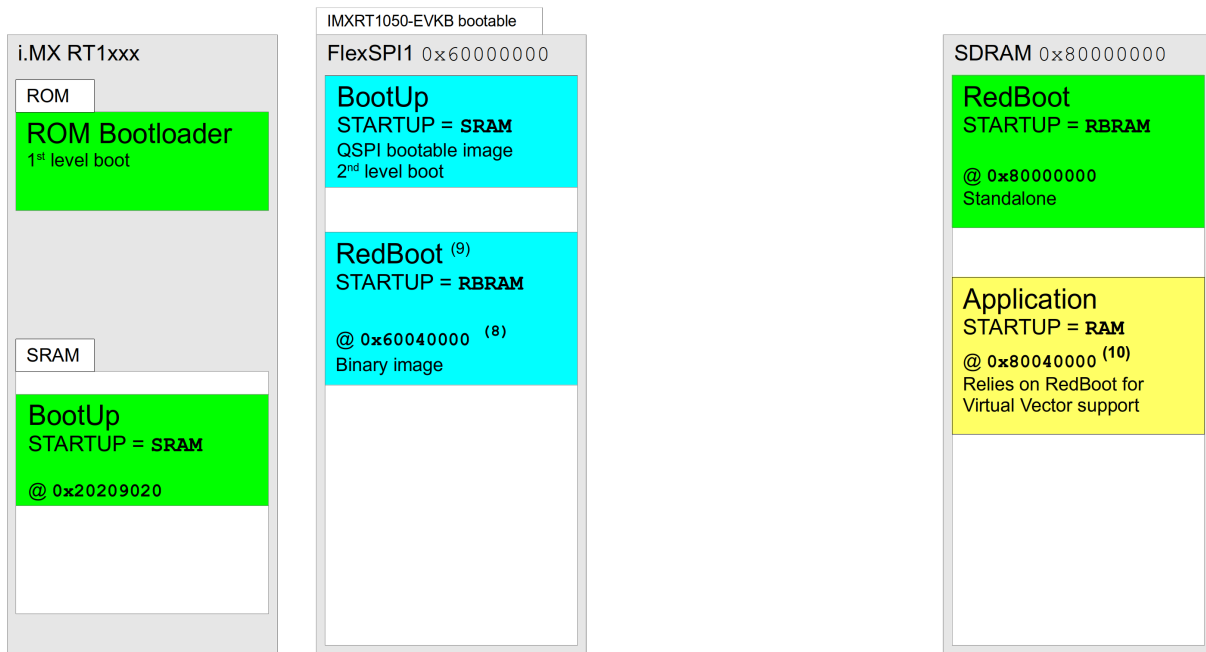 i.MX RT1xxx
ROM
ROM Bootloader
1st level boot
SRAM
BootUp
STARTUP = SRAM
@ 0x20209020
IMXRT1050-EVKB bootable
FlexSPI1 0x60000000
BootUp
STARTUP = SRAM
QSPI bootable image
2nd level boot
RedBoot (9)
STARTUP = RBRAM
@ 0x60040000 (8)
Binary image
SDRAM 0x80000000
RedBoot
STARTUP = RBRAM
@ 0x80000000
Standalone
Application
STARTUP = RAM
@ 0x80040000 (10)
Relies on RedBoot for
Virtual Vector support